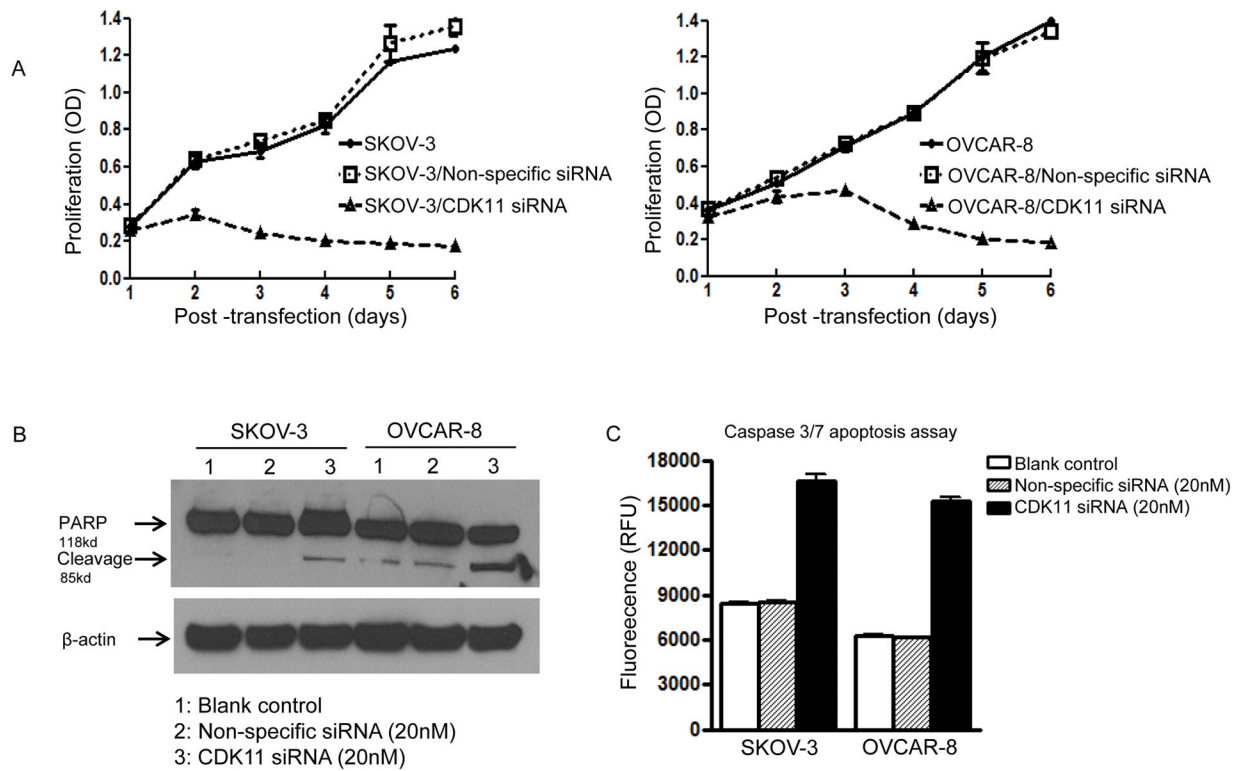 A
1.4
1.2
1.0
0.8
0.6
0.4
0.2
0.0
Proliferation (OD)
SKOV-3
SKOV-3/Non-specific siRNA
SKOV-3/CDK11 siRNA
1 2 3 4 5 6
Post -transfection (days)
1.4
1.2
1.0
0.8
0.6
0.4
0.2
0.0
Proliferation (OD)
OVCAR-8
OVCAR-8/Non-specific siRNA
OVCAR-8/CDK11 siRNA
1 2 3 4 5 6
Post -transfection (days)
B
SKOV-3 OVCAR-8
1 2 3 1 2 3
PARP
118kd
Cleavage
85kd
β-actin
1: Blank control
2: Non-specific siRNA (20nM)
3: CDK11 siRNA (20nM)
C
Caspase 3/7 apoptosis assay
18000
15000
12000
9000
6000
3000
0
Fluoreecence (RFU)
Blank control
Non-specific siRNA (20nM)
CDK11 siRNA (20nM)
SKOV-3 OVCAR-8